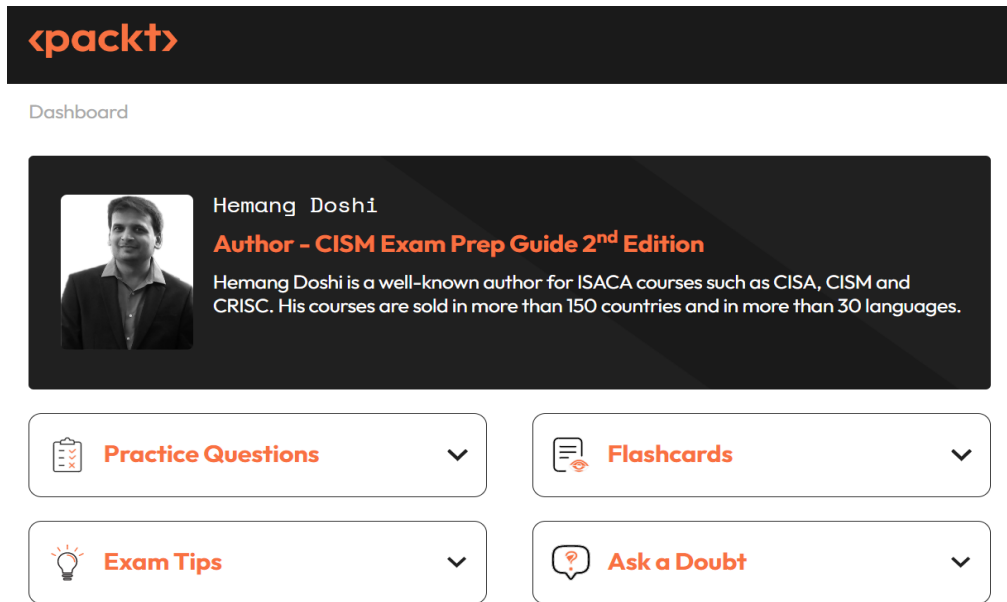 <packt>
Dashboard
Hemang Doshi
Author - CISM Exam Prep Guide 2nd Edition
Hemang Doshi is a well-known author for ISACA courses such as CISA, CISM and
CRISC. His courses are sold in more than 150 countries and in more than 30 languages.
Practice Questions
Flashcards
Exam Tips
Ask a Doubt